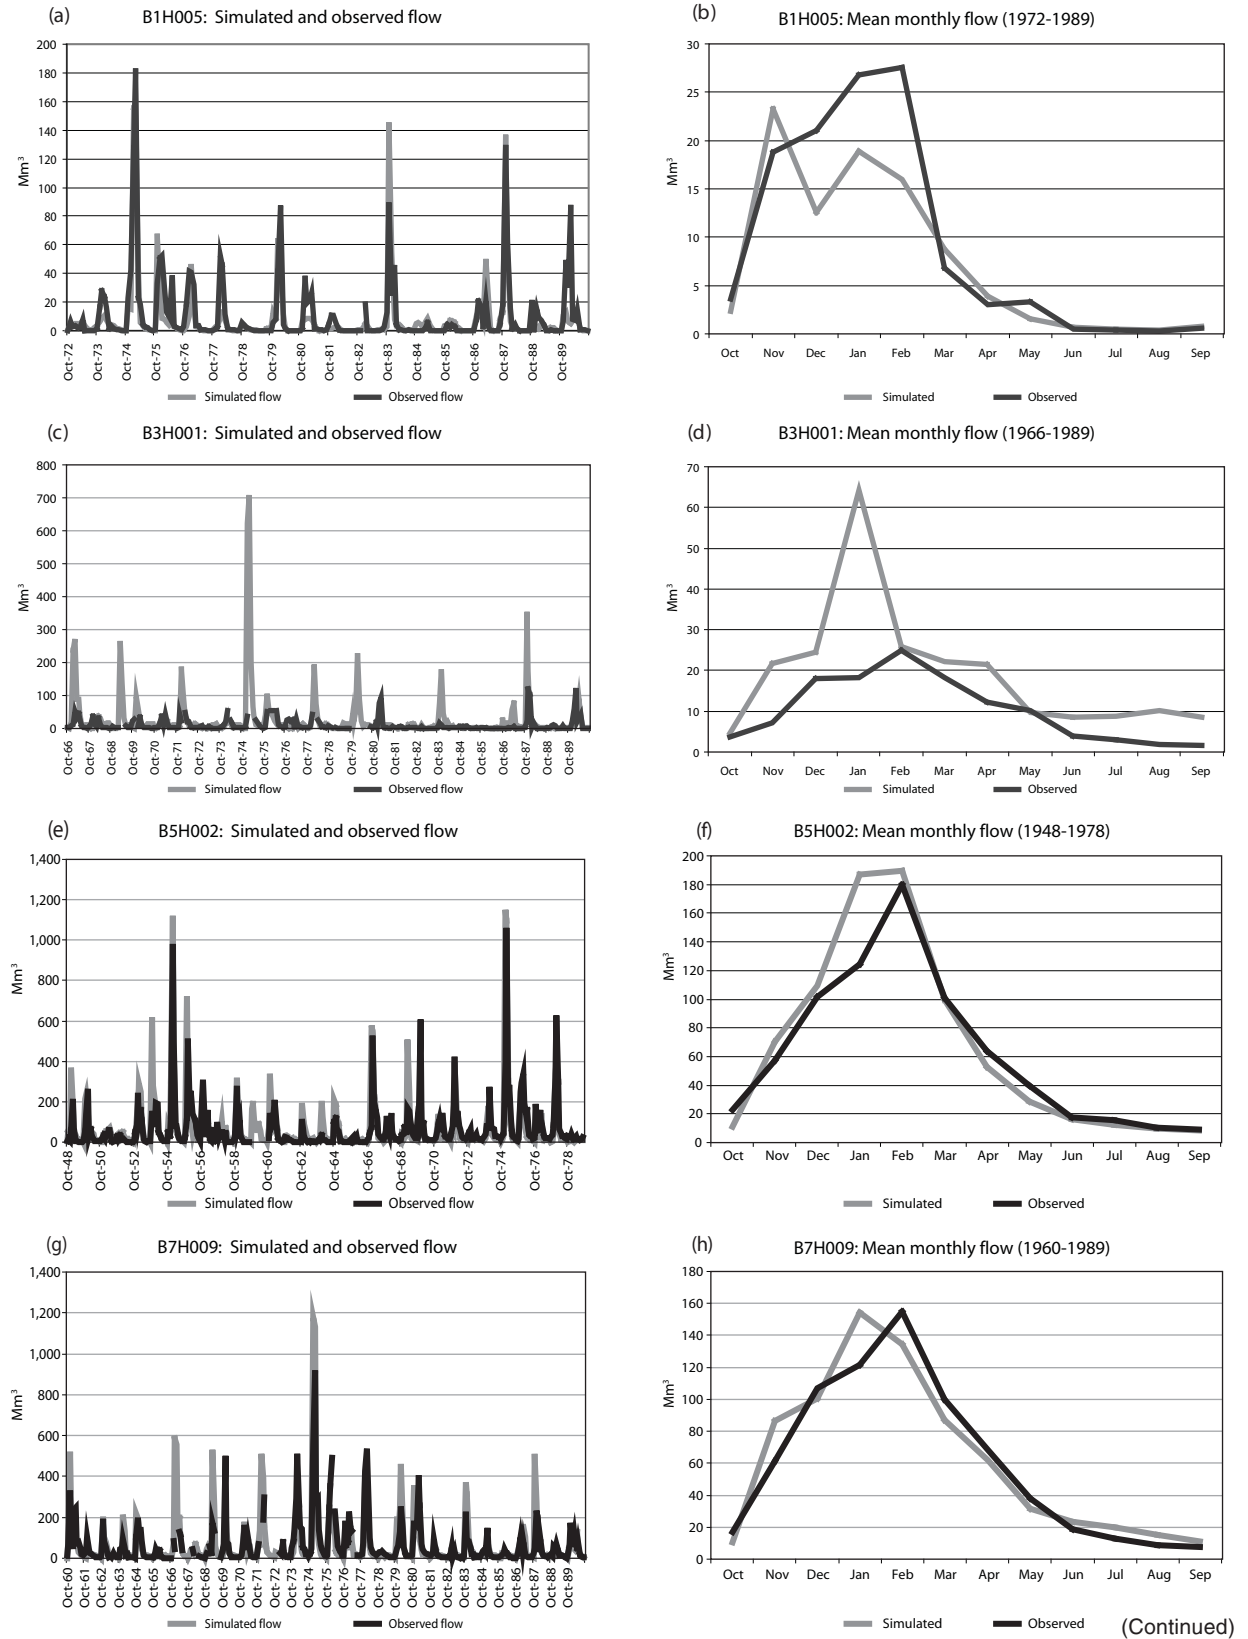 (a)
B1H005: Simulated and observed flow
Mm³
200
180
160
140
120
100
80
60
40
20
0
Oct-72
Oct-73
Oct-74
Oct-75
Oct-76
Oct-77
Oct-78
Oct-79
Oct-80
Oct-81
Oct-82
Oct-83
Oct-84
Oct-85
Oct-86
Oct-87
Oct-88
Oct-89
Simulated flow
Observed flow
(b)
B1H005: Mean monthly flow (1972-1989)
Mm³
30
25
20
15
10
5
0
Oct Nov Dec Jan Feb Mar Apr May Jun Jul Aug Sep
Simulated
Observed
(c)
B3H001: Simulated and observed flow
Mm³
800
700
600
500
400
300
200
100
0
Oct-66
Oct-67
Oct-68
Oct-69
Oct-70
Oct-71
Oct-72
Oct-73
Oct-74
Oct-75
Oct-76
Oct-77
Oct-78
Oct-79
Oct-80
Oct-81
Oct-82
Oct-83
Oct-84
Oct-85
Oct-86
Oct-87
Oct-88
Oct-89
Simulated flow
Observed flow
(d)
B3H001: Mean monthly flow (1966-1989)
Mm³
70
60
50
40
30
20
10
0
Oct Nov Dec Jan Feb Mar Apr May Jun Jul Aug Sep
Simulated
Observed
(e)
B5H002: Simulated and observed flow
Mm³
1,400
1,200
1,000
800
600
400
200
0
Oct-48
Oct-50
Oct-52
Oct-54
Oct-56
Oct-58
Oct-60
Oct-62
Oct-64
Oct-66
Oct-68
Oct-70
Oct-72
Oct-74
Oct-76
Oct-78
Simulated flow
Observed flow
(f)
B5H002: Mean monthly flow (1948-1978)
Mm³
200
180
160
140
120
100
80
60
40
20
0
Oct Nov Dec Jan Feb Mar Apr May Jun Jul Aug Sep
Simulated
Observed
(g)
B7H009: Simulated and observed flow
Mm³
1,400
1,200
1,000
800
600
400
200
0
Oct-60
Oct-61
Oct-62
Oct-63
Oct-64
Oct-65
Oct-66
Oct-67
Oct-68
Oct-69
Oct-70
Oct-71
Oct-72
Oct-73
Oct-74
Oct-75
Oct-76
Oct-77
Oct-78
Oct-79
Oct-80
Oct-81
Oct-82
Oct-83
Oct-84
Oct-85
Oct-86
Oct-87
Oct-88
Oct-89
Simulated flow
Observed flow
(h)
B7H009: Mean monthly flow (1960-1989)
Mm³
180
160
140
120
100
80
60
40
20
0
Oct Nov Dec Jan Feb Mar Apr May Jun Jul Aug Sep
Simulated
Observed
(Continued)